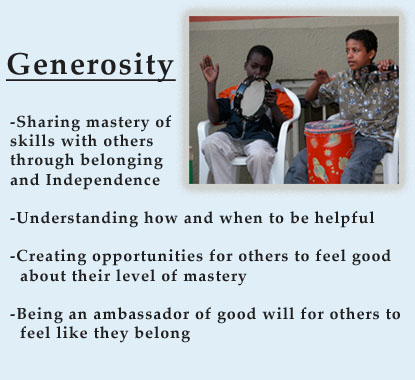 Generosity
-Sharing mastery of
skills with others
through belonging
and Independence
-Understanding how and when to be helpful
-Creating opportunities for others to feel good
about their level of mastery
-Being an ambassador of good will for others to
feel like they belong